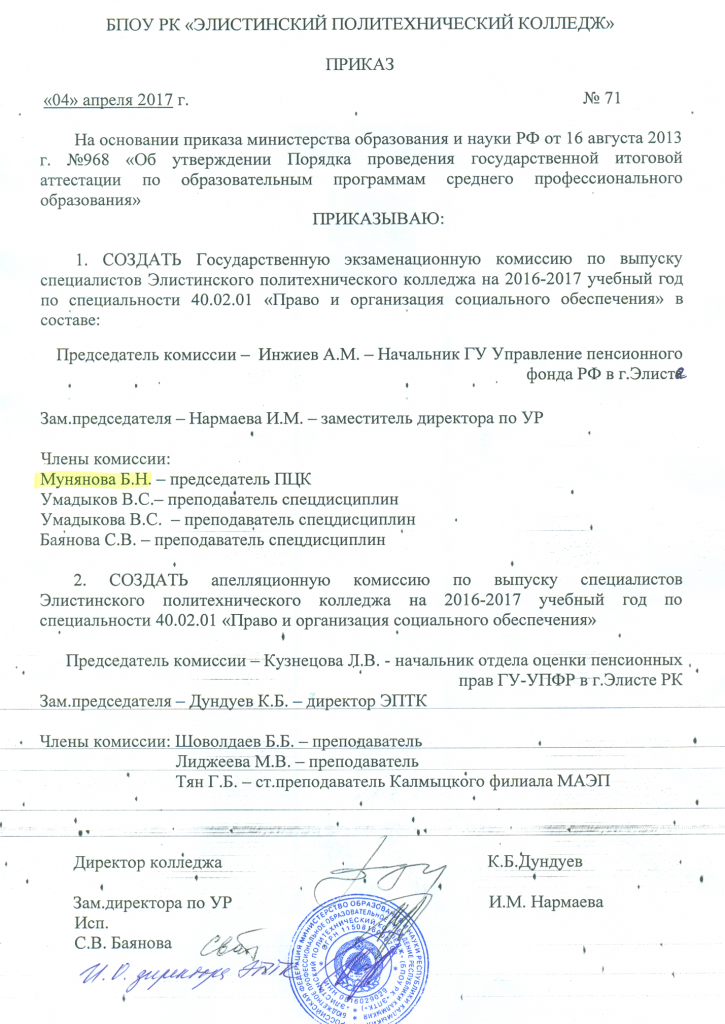 БПОУ РК «ЭЛИСТИНСКИЙ ПОЛИТЕХНИЧЕСКИЙ КОЛЛЕДЖ»
ПРИКАЗ
«04» апреля 2017 г. № 71
На основании приказа министерства образования и науки РФ от 16 августа 2013
г. №968 «Об утверждении Порядка проведения государственной итоговой
аттестации по образовательным программам среднего профессионального
образования»
ПРИКАЗЫВАЮ:
1. СОЗДАТЬ Государственную экзаменационную комиссию по выпуску
специалистов Элистинского политехнического колледжа на 2016-2017 учебный год
по специальности 40.02.01 «Право и организация социального обеспечения» в
составе:
Председатель комиссии – Инжиев А.М. – Начальник ГУ Управление пенсионного
фонда РФ в г.Элисте
Зам.председателя – Нармаева И.М. – заместитель директора по УР
Члены комиссии:
Мунянова Б.Н. – председатель ПЦК
Умадыков В.С.– преподаватель спецдисциплин
Умадыкова В.С. – преподаватель спецдисциплин
Баянова С.В. – преподаватель спецдисциплин
2. СОЗДАТЬ апелляционную комиссию по выпуску специалистов
Элистинского политехнического колледжа на 2016-2017 учебный год по
специальности 40.02.01 «Право и организация социального обеспечения»
Председатель комиссии – Кузнецова Л.В. - начальник отдела оценки пенсионных
прав ГУ-УПФР в г.Элисте РК
Зам.председателя – Дундуев К.Б. – директор ЭПТК
Члены комиссии: Шоволдаев Б.Б. – преподаватель
Лиджеева М.В. – преподаватель
Тян Г.Б. – ст.преподаватель Калмыцкого филиала МАЭП
Директор колледжа К.Б.Дундуев
Зам.директора по УР И.М. Нармаева
Исп.
С.В. Баянова
И.О. директора ЭПТК